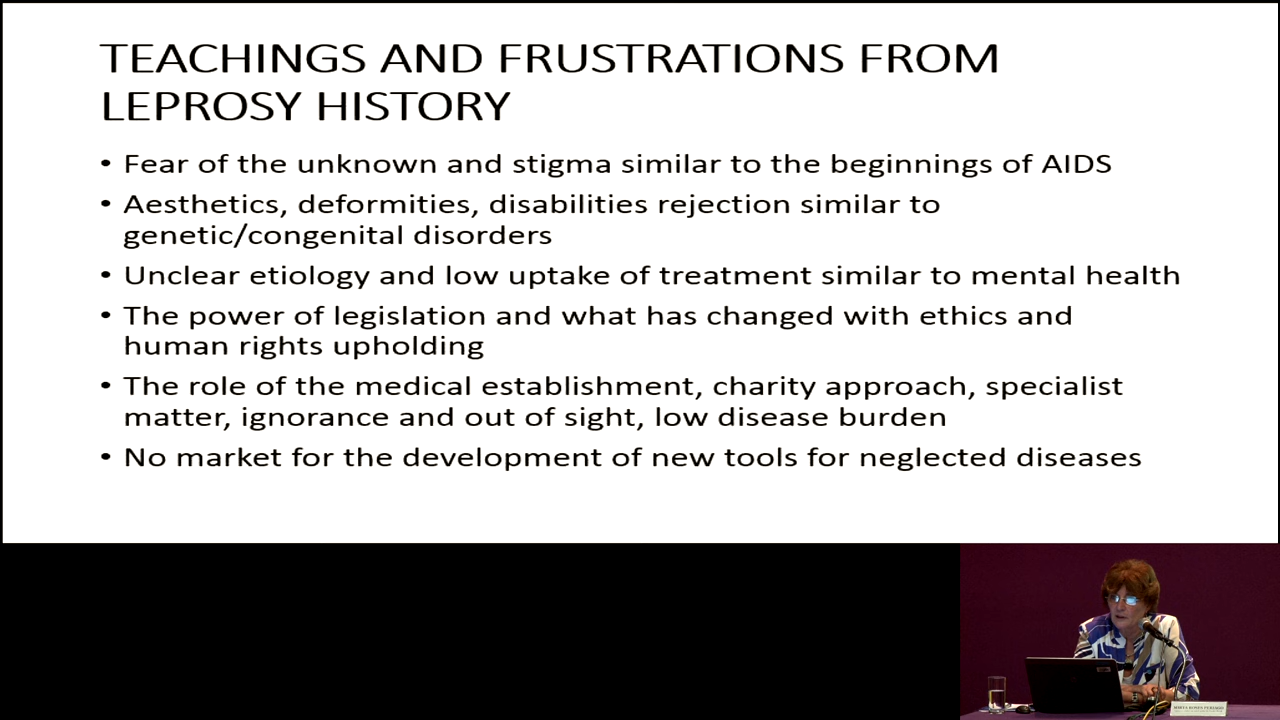 TEACHINGS AND FRUSTRATIONS FROM
LEPROSY HISTORY
• Fear of the unknown and stigma similar to the beginnings of AIDS
• Aesthetics, deformities, disabilities rejection similar to
genetic/congenital disorders
• Unclear etiology and low uptake of treatment similar to mental health
• The power of legislation and what has changed with ethics and
human rights upholding
• The role of the medical establishment, charity approach, specialist
matter, ignorance and out of sight, low disease burden
• No market for the development of new tools for neglected diseases